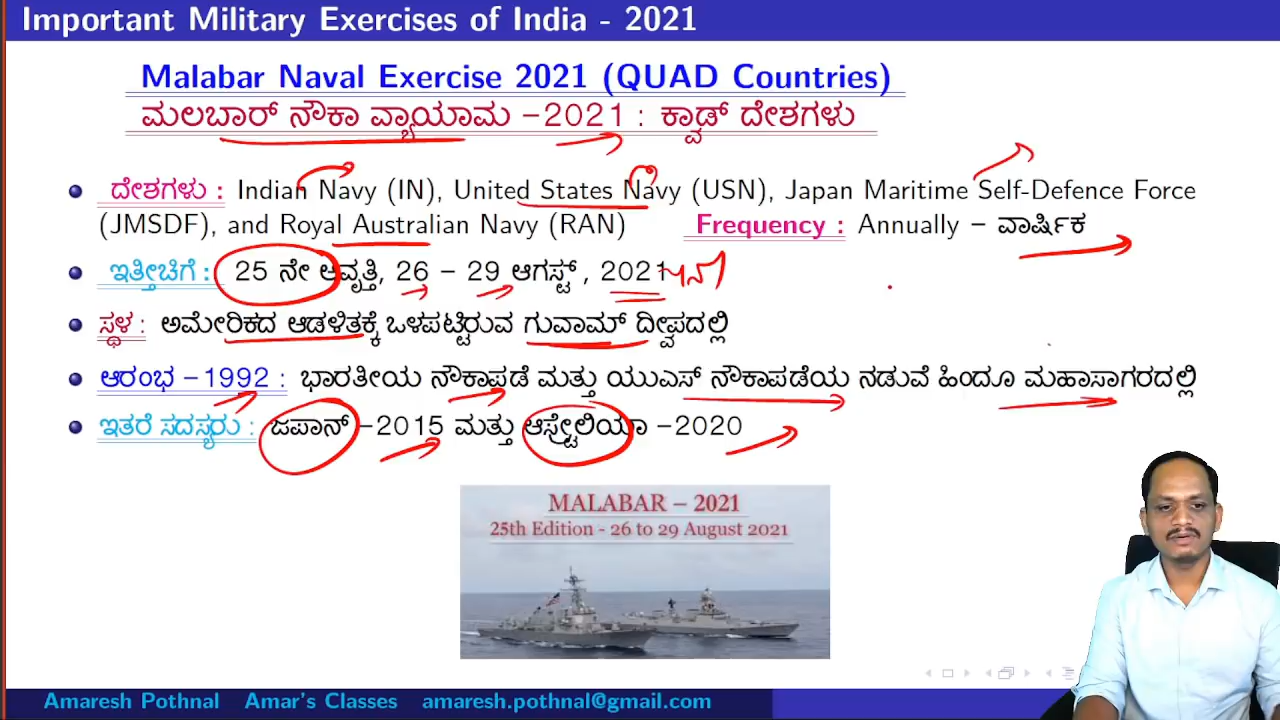 Important Military Exercises of India - 2021
Malabar Naval Exercise 2021 (QUAD Countries)
ಮಲಬಾರ್ ನೌಕಾ ವ್ಯಾಯಾಮ -2021 : ಕ್ವಾಡ್ ದೇಶಗಳು
ದೇಶಗಳು : Indian Navy (IN), United States Navy (USN), Japan Maritime Self-Defence Force
(JMSDF), and Royal Australian Navy (RAN) Frequency : Annually – ವಾರ್ಷಿಕ
ಇತ್ತೀಚಿಗೆ : 25 ನೇ ಆವೃತ್ತಿ, 26 – 29 ಆಗಸ್ಟ್, 2021
ಸ್ಥಳ : ಅಮೇರಿಕದ ಆಡಳಿತಕ್ಕೆ ಒಳಪಟ್ಟಿರುವ ಗುವಾಮ್ ದ್ವೀಪದಲ್ಲಿ
ಆರಂಭ -1992 : ಭಾರತೀಯ ನೌಕಾಪಡೆ ಮತ್ತು ಯುಎಸ್ ನೌಕಾಪಡೆಯ ನಡುವೆ ಹಿಂದೂ ಮಹಾಸಾಗರದಲ್ಲಿ
ಇತರೆ ಸದಸ್ಯರು : ಜಪಾನ್ -2015 ಮತ್ತು ಆಸ್ಟ್ರೇಲಿಯಾ -2020
MALABAR – 2021
25th Edition - 26 to 29 August 2021
Amaresh Pothnal Amar's Classes amaresh.pothnal@gmail.com